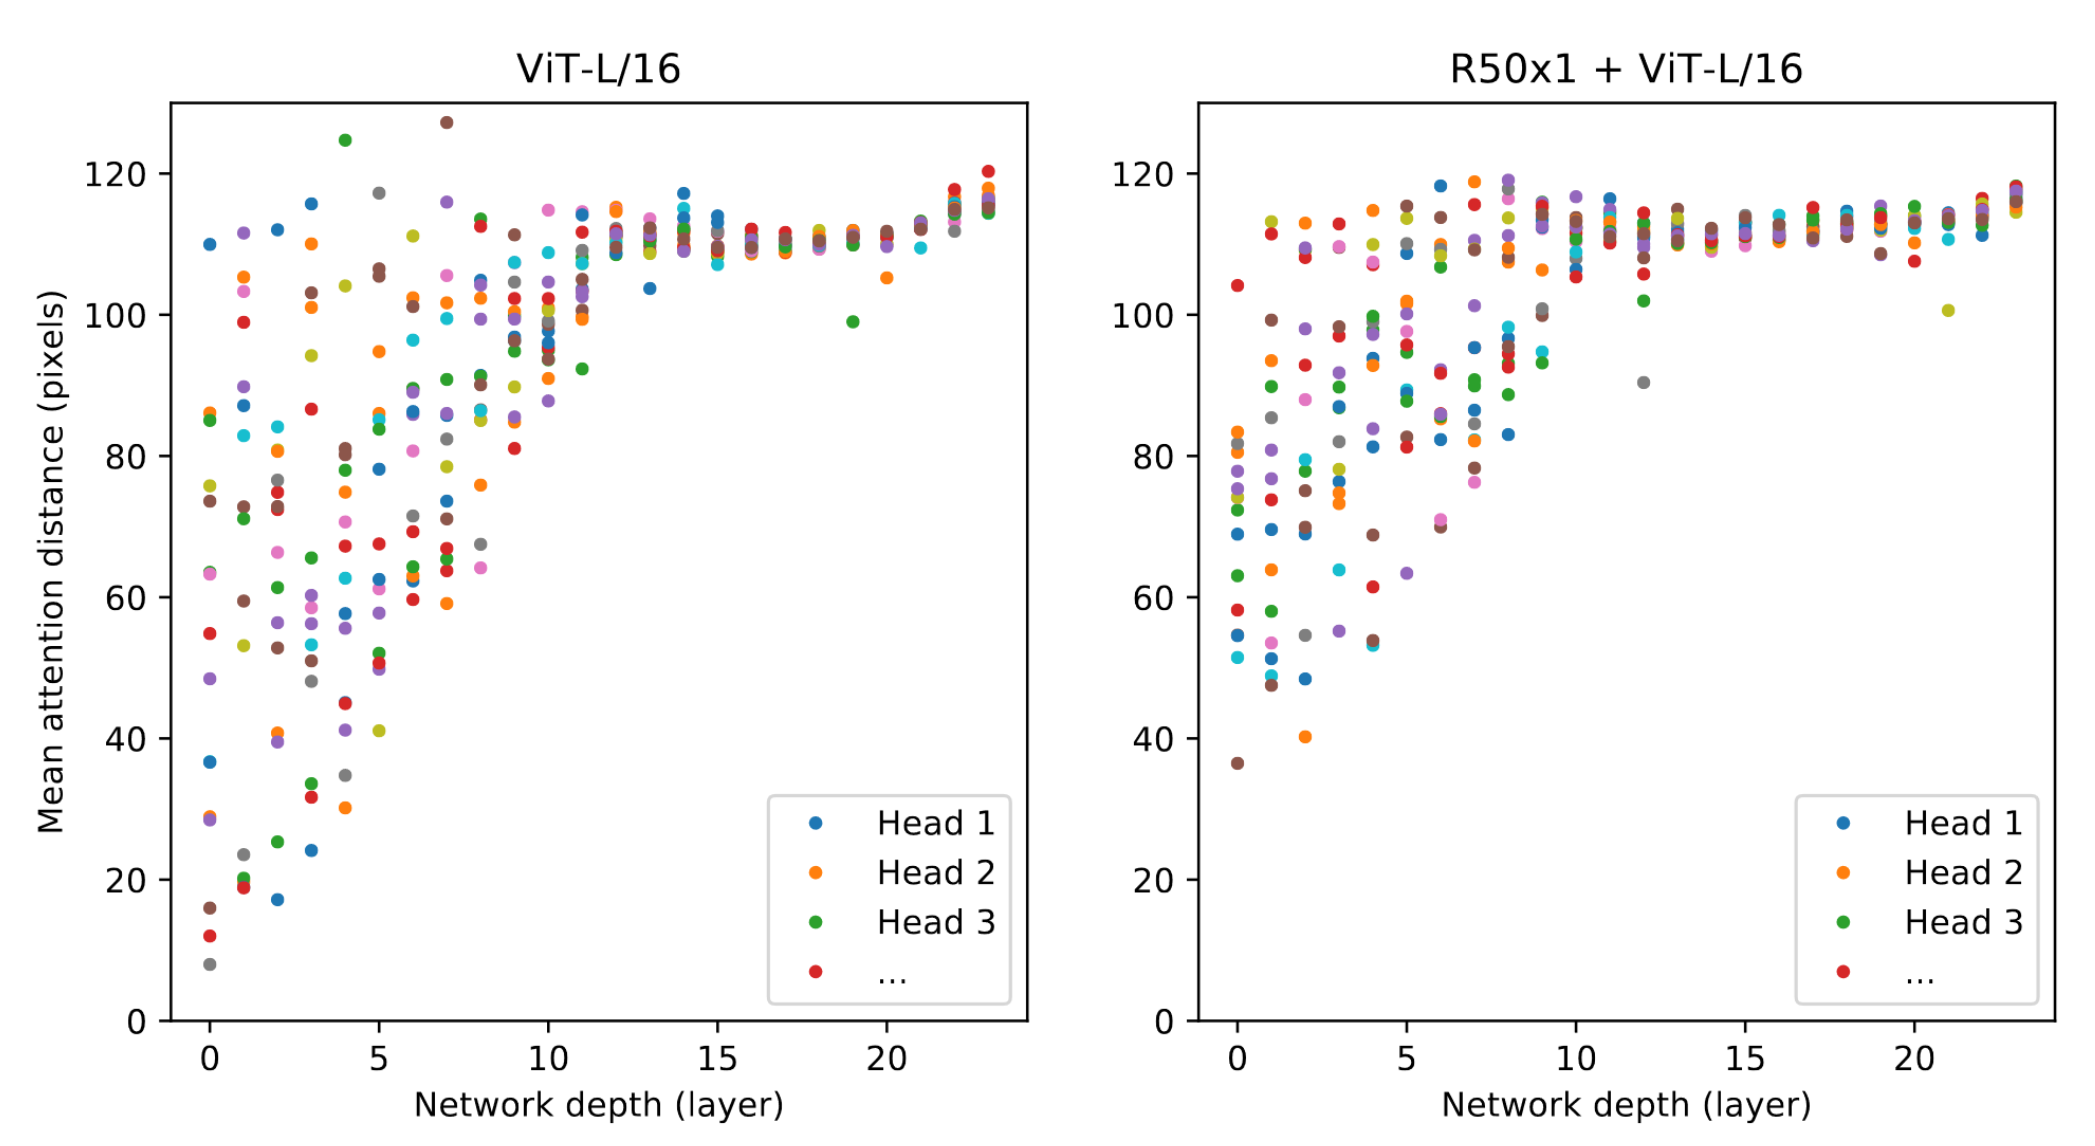 ViT-L/16
R50x1 + ViT-L/16
Mean attention distance (pixels)
120
100
80
60
40
20
0
0 5 10 15 20
Network depth (layer)
Head 1
Head 2
Head 3
...
120
100
80
60
40
20
0
0 5 10 15 20
Network depth (layer)
Head 1
Head 2
Head 3
...